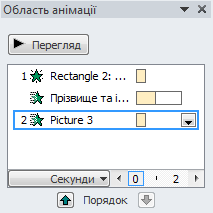 Область анімації
Перегляд
1 Rectangle 2: ...
Прізвище та і...
2 Picture 3
Секунди 0 2
Порядок